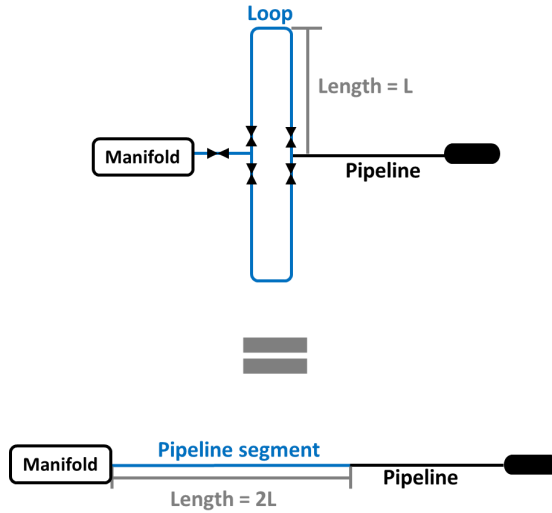 Loop
Length = L
Manifold
Pipeline
Pipeline segment
Manifold
Pipeline
Length = 2L